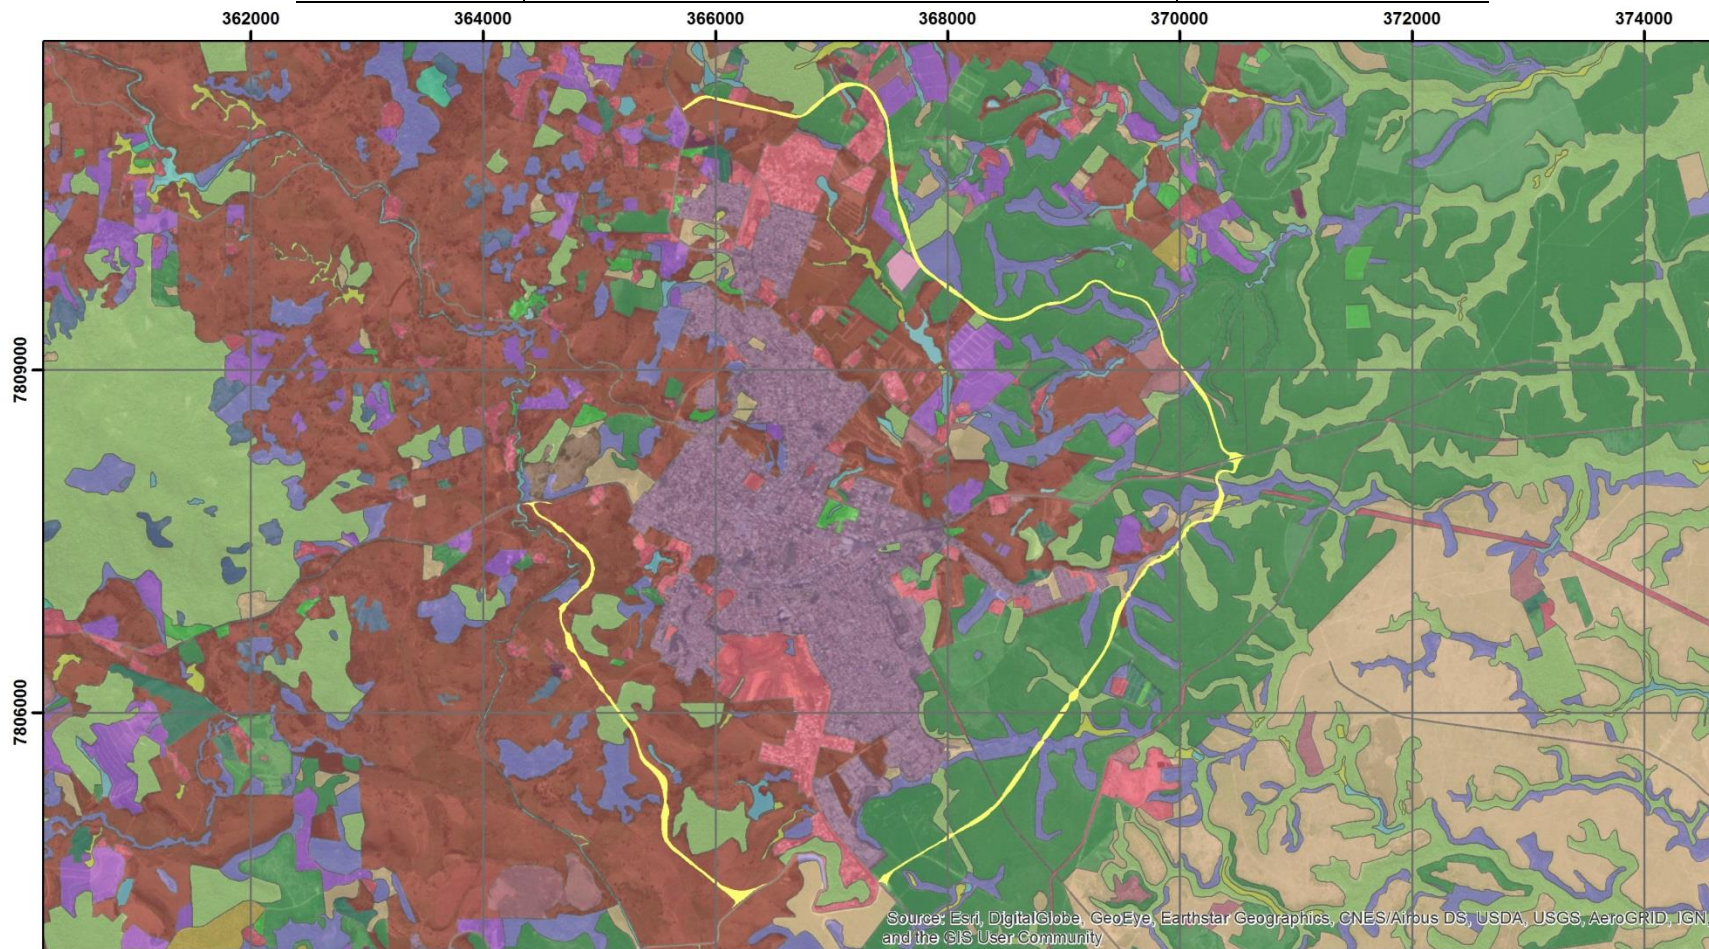 362000 364000 366000 368000 370000 372000 374000
7809000
7806000
Source: Esri, DigitalGlobe, GeoEye, Earthstar Geographics, CNES/Airbus DS, USDA, USGS, AeroGRID, IGN,
and the GIS User Community